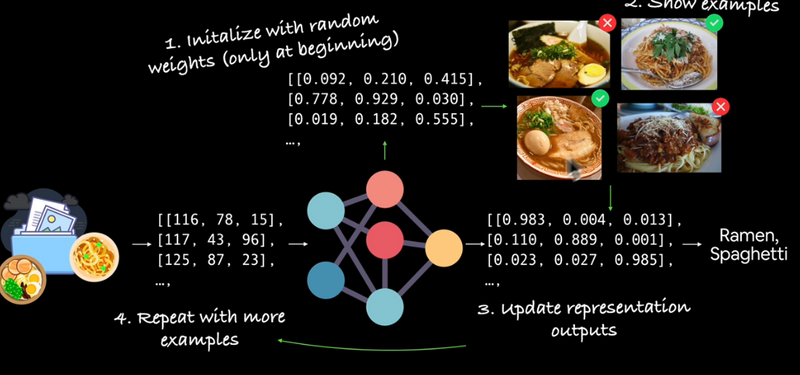 1. Initalize with random
weights (only at beginning)
2. Show examples
[[0.092, 0.210, 0.415],
[0.778, 0.929, 0.030],
[0.019, 0.182, 0.555],
…,
[[116, 78, 15],
[117, 43, 96],
[125, 87, 23],
…,
[[0.983, 0.004, 0.013],
[0.110, 0.889, 0.001],
[0.023, 0.027, 0.985],
…,
Ramen,
Spaghetti
4. Repeat with more
examples
3. Update representation
outputs